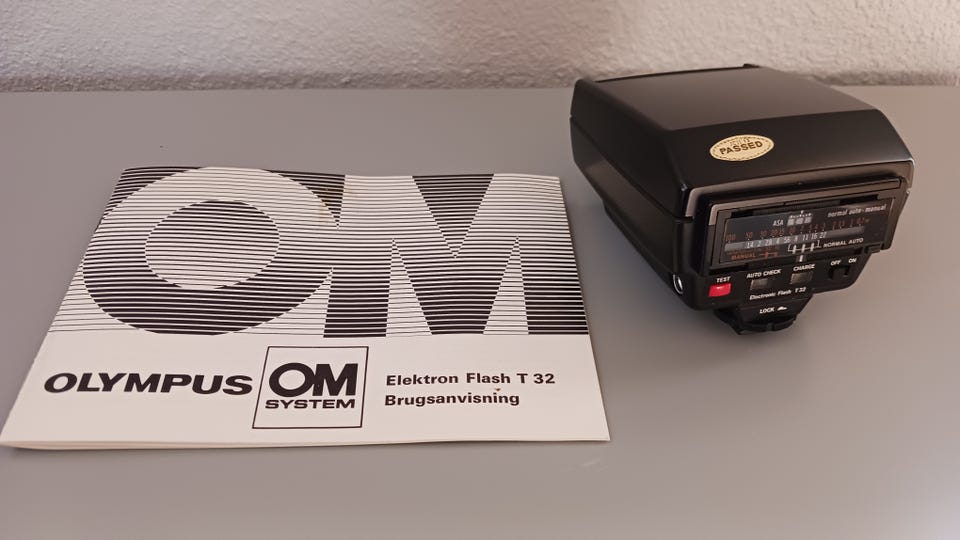 OM
OLYMPUS
OM
SYSTEM
Elektron Flash T 32
Brugsanvisning
PASSED
ASA
normal auto-manual
NORMAL AUTO
MANUAL
TEST
AUTO CHECK
CHARGE
OFF
ON
Electronic Flash T32
LOCK